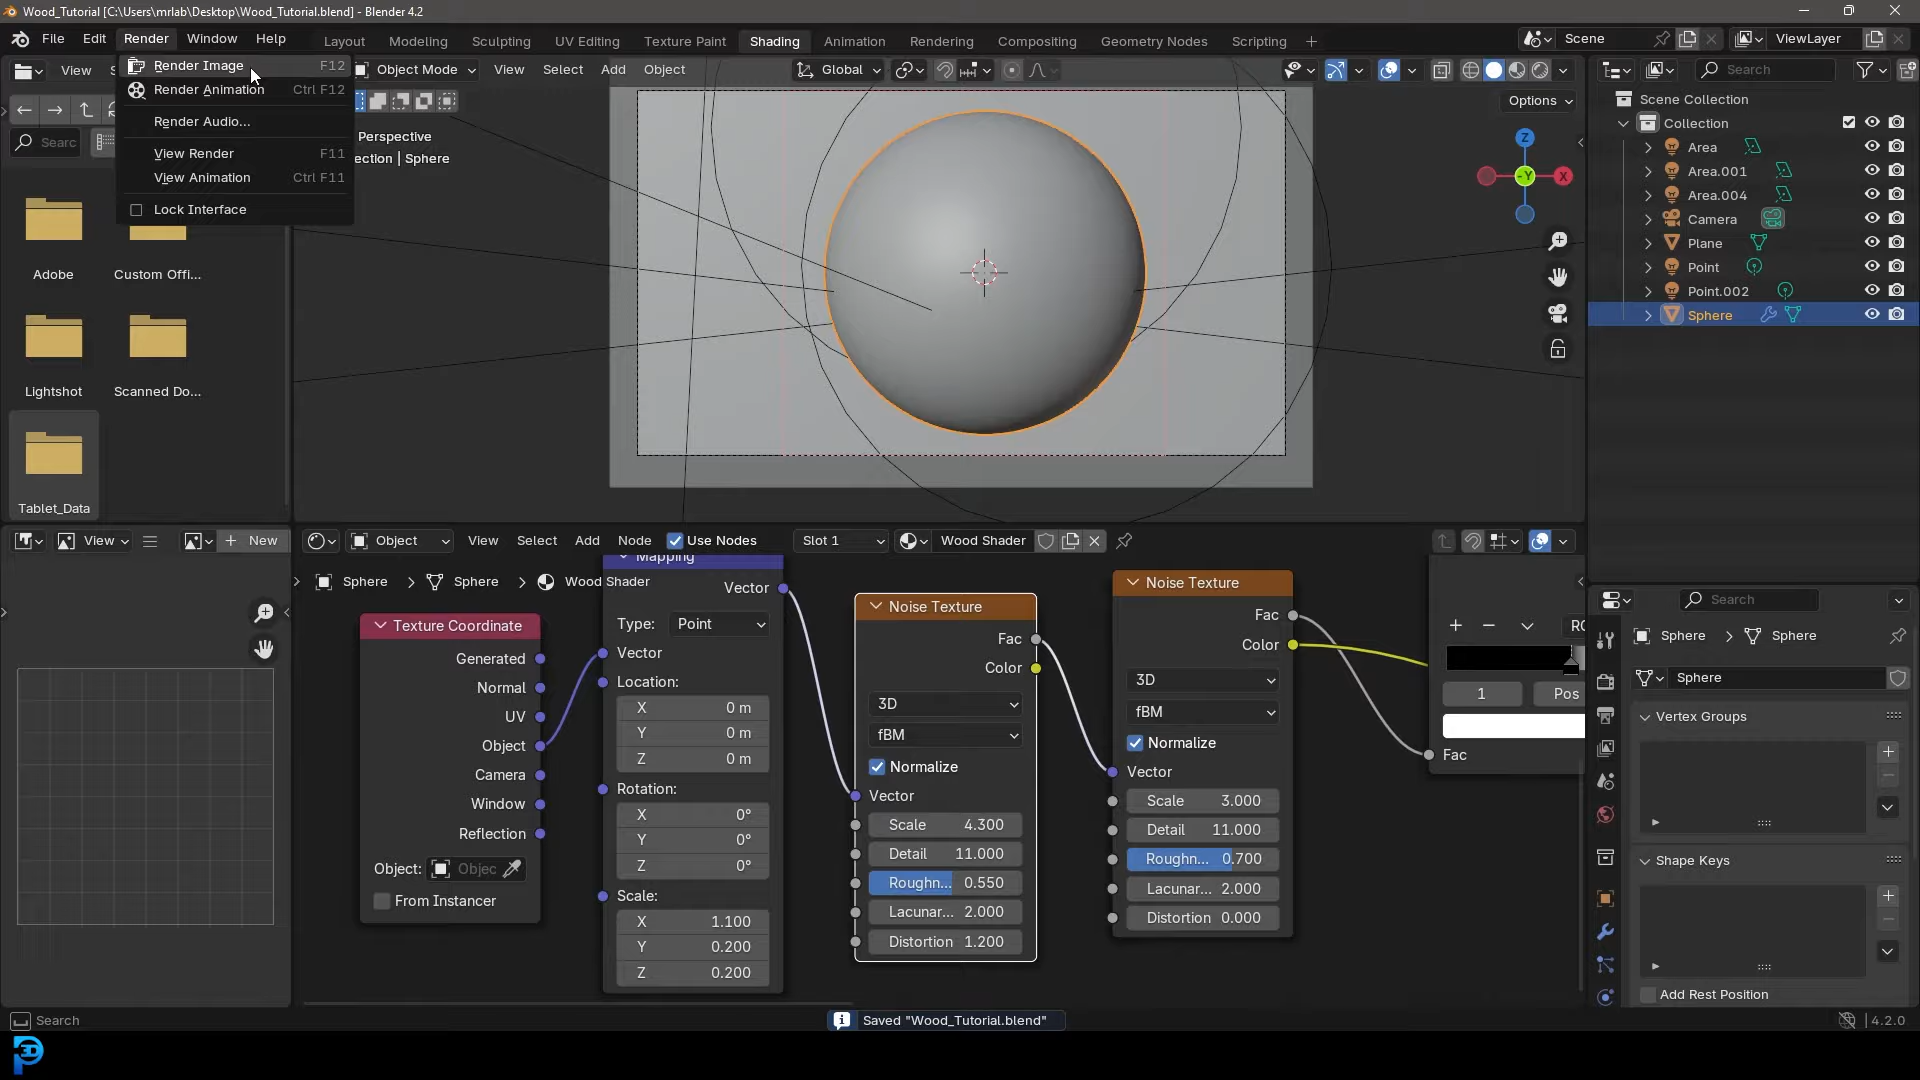 Wood_Tutorial [C:\Users\mrlab\Desktop\Wood_Tutorial.blend] - Blender 4.2
File Edit Render Window Help
Layout Modeling Sculpting UV Editing Texture Paint Shading Animation Rendering Compositing Geometry Nodes Scripting
Scene ViewLayer
Render Image F12
Render Animation Ctrl F12
Render Audio...
View Render F11
View Animation Ctrl F11
Lock Interface
View
Searc
Adobe
Custom Offi...
Lightshot
Scanned Do...
Tablet_Data
Object Mode View Select Add Object Global
Options
Perspective
ection | Sphere
Z
-Y
X
Search
Scene Collection
Collection
Area
Area.001
Area.004
Camera
Plane
Point
Point.002
Sphere
View New
Object View Select Add Node Use Nodes Slot 1 Wood Shader
Sphere Sphere Wood Shader
Texture Coordinate
Generated
Normal
UV
Object
Camera
Window
Reflection
Object: Objec
From Instancer
Mapping
Vector
Type: Point
Vector
Location:
X 0 m
Y 0 m
Z 0 m
Rotation:
X 0°
Y 0°
Z 0°
Scale:
X 1.100
Y 0.200
Z 0.200
Noise Texture
Fac
Color
3D
fBM
Normalize
Vector
Scale 4.300
Detail 11.000
Roughn... 0.550
Lacunar... 2.000
Distortion 1.200
Noise Texture
Fac
Color
3D
fBM
Normalize
Vector
Scale 3.000
Detail 11.000
Roughn... 0.700
Lacunar... 2.000
Distortion 0.000
1 Pos
Fac
Search
Sphere Sphere
Sphere
Vertex Groups
Shape Keys
Add Rest Position
Search
Saved "Wood_Tutorial.blend"
4.2.0